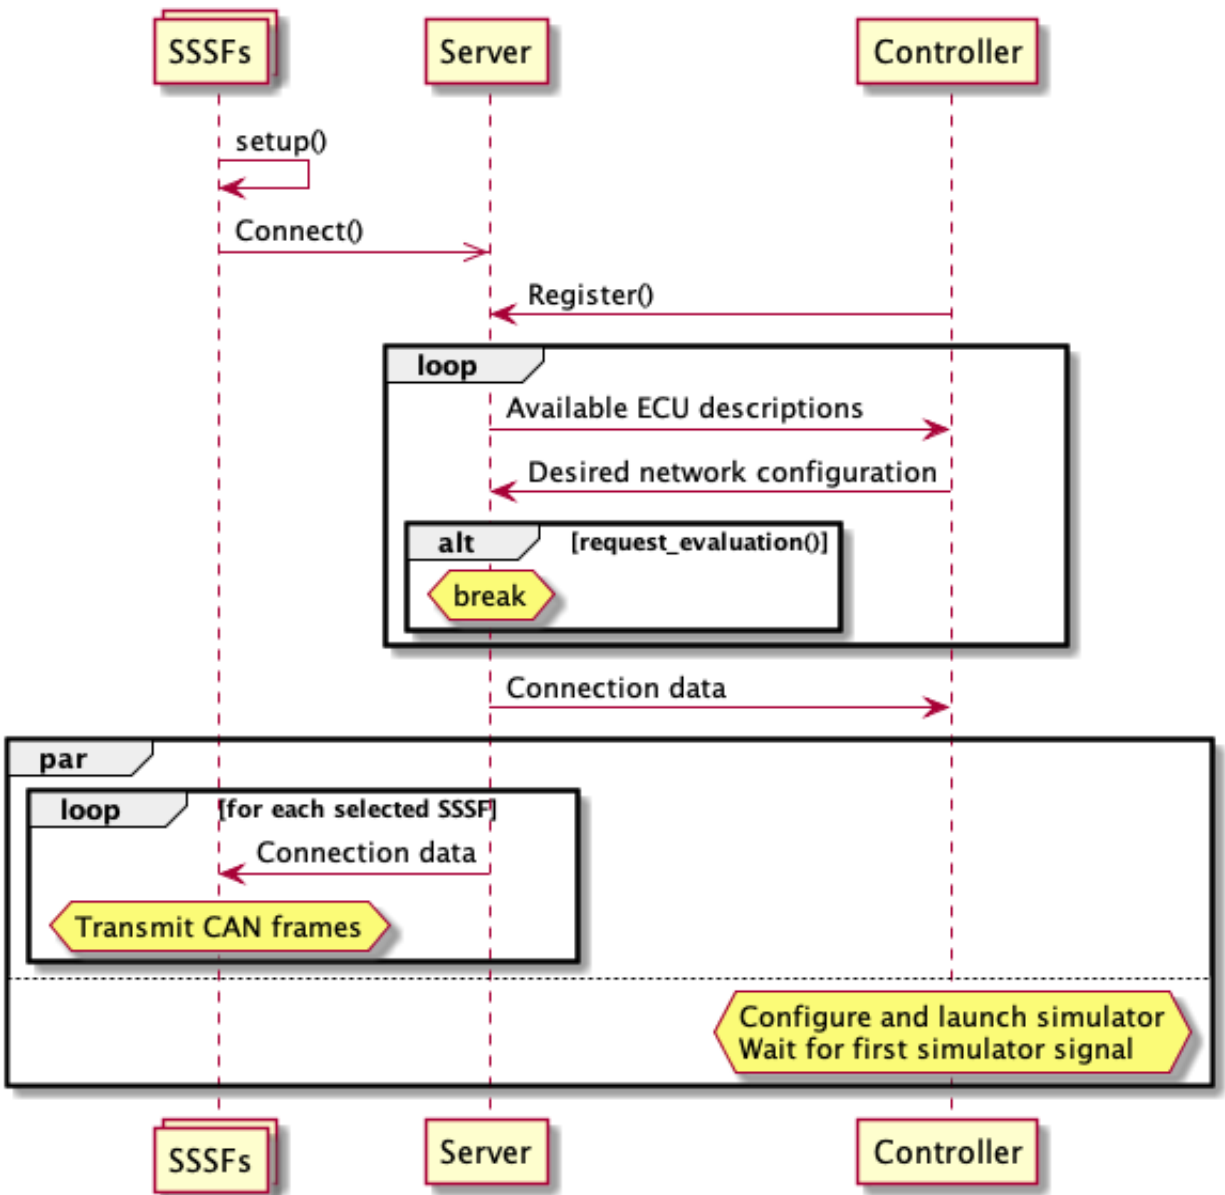 SSSFs
Server
Controller
setup()
Connect()
Register()
loop
Available ECU descriptions
Desired network configuration
alt
[request_evaluation()]
break
Connection data
par
loop
[for each selected SSSF]
Connection data
Transmit CAN frames
Configure and launch simulator
Wait for first simulator signal
SSSFs
Server
Controller